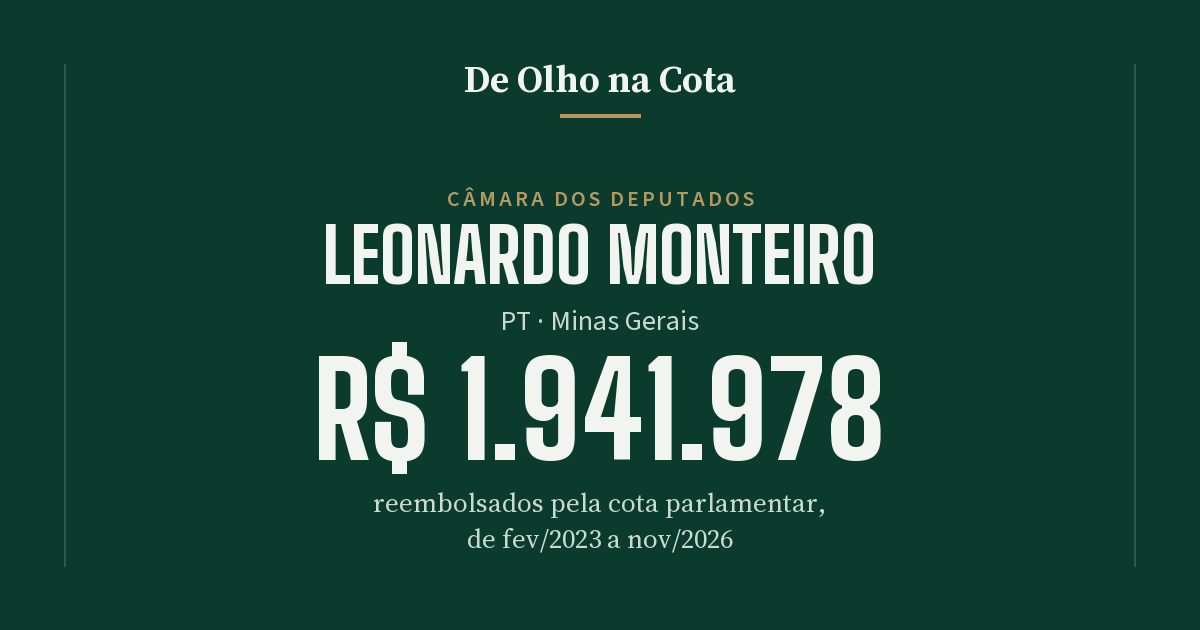 De Olho na Cota
CÂMARA DOS DEPUTADOS
LEONARDO MONTEIRO
PT · Minas Gerais
R$ 1.941.978
reembolsados pela cota parlamentar,
de fev/2023 a nov/2026